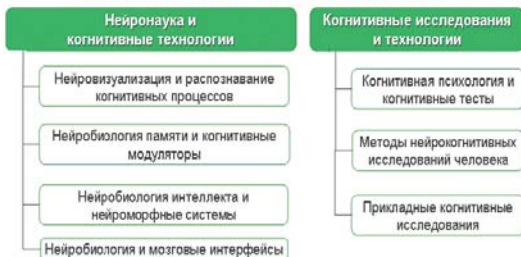 Нейронаука и
когнитивные технологии
Нейровизуализация и распознавание
когнитивных процессов
Нейробиология памяти и когнитивные
модуляторы
Нейробиология интеллекта и
нейроморфные системы
Нейробиология и мозговые интерфейсы
Когнитивные исследования
и технологии
Когнитивная психология и
когнитивные тесты
Методы нейрокогнитивных
исследований человека
Прикладные когнитивные
исследования